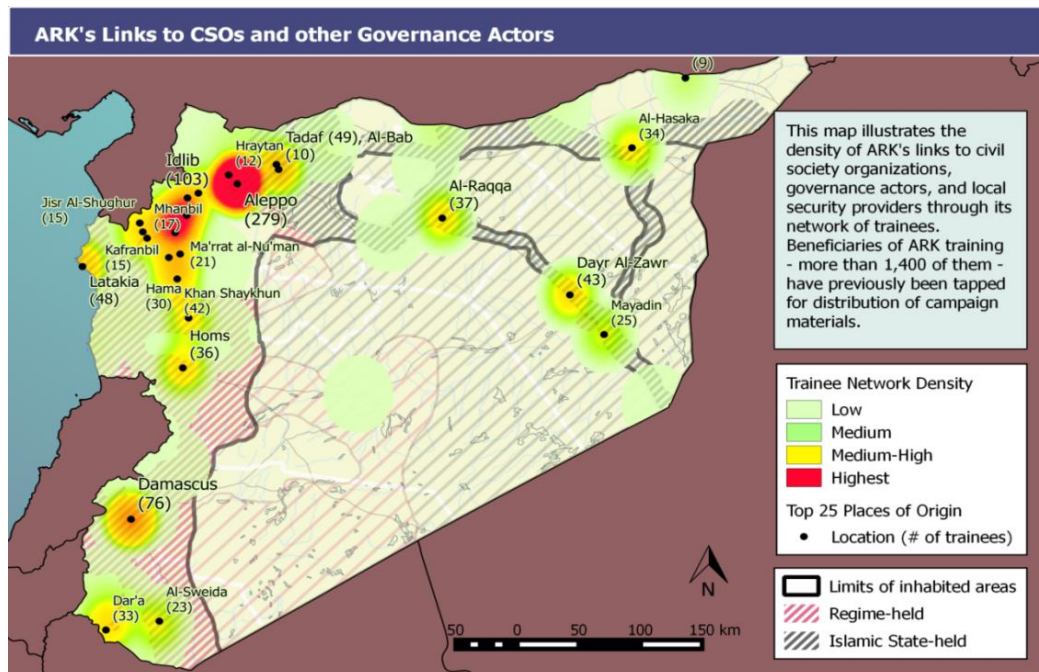 ARK's Links to CSOs and other Governance Actors
(9)
Al-Hasaka
(34)
Tadaf (49), Al-Bab
(10)
Hraytan
(12)
Idlib
(103)
Aleppo
(279)
Al-Raqqa
(37)
Jisr Al-Shughur
(15)
Mhanbil
(17)
Kafranbil
(15)
Ma'rrat al-Nu'man
(21)
Latakia
(48)
Hama
(30)
Khan Shaykhun
(42)
Homs
(36)
Dayr Al-Zawr
(43)
Mayadin
(25)
Damascus
(76)
Dar'a
(33)
Al-Sweida
(23)
This map illustrates the
density of ARK's links to civil
society organizations,
governance actors, and local
security providers through its
network of trainees.
Beneficiaries of ARK training
- more than 1,400 of them -
have previously been tapped
for distribution of campaign
materials.
Trainee Network Density
Low
Medium
Medium-High
Highest
Top 25 Places of Origin
Location (# of trainees)
Limits of inhabited areas
Regime-held
Islamic State-held
N
50 0 50 100 150 km